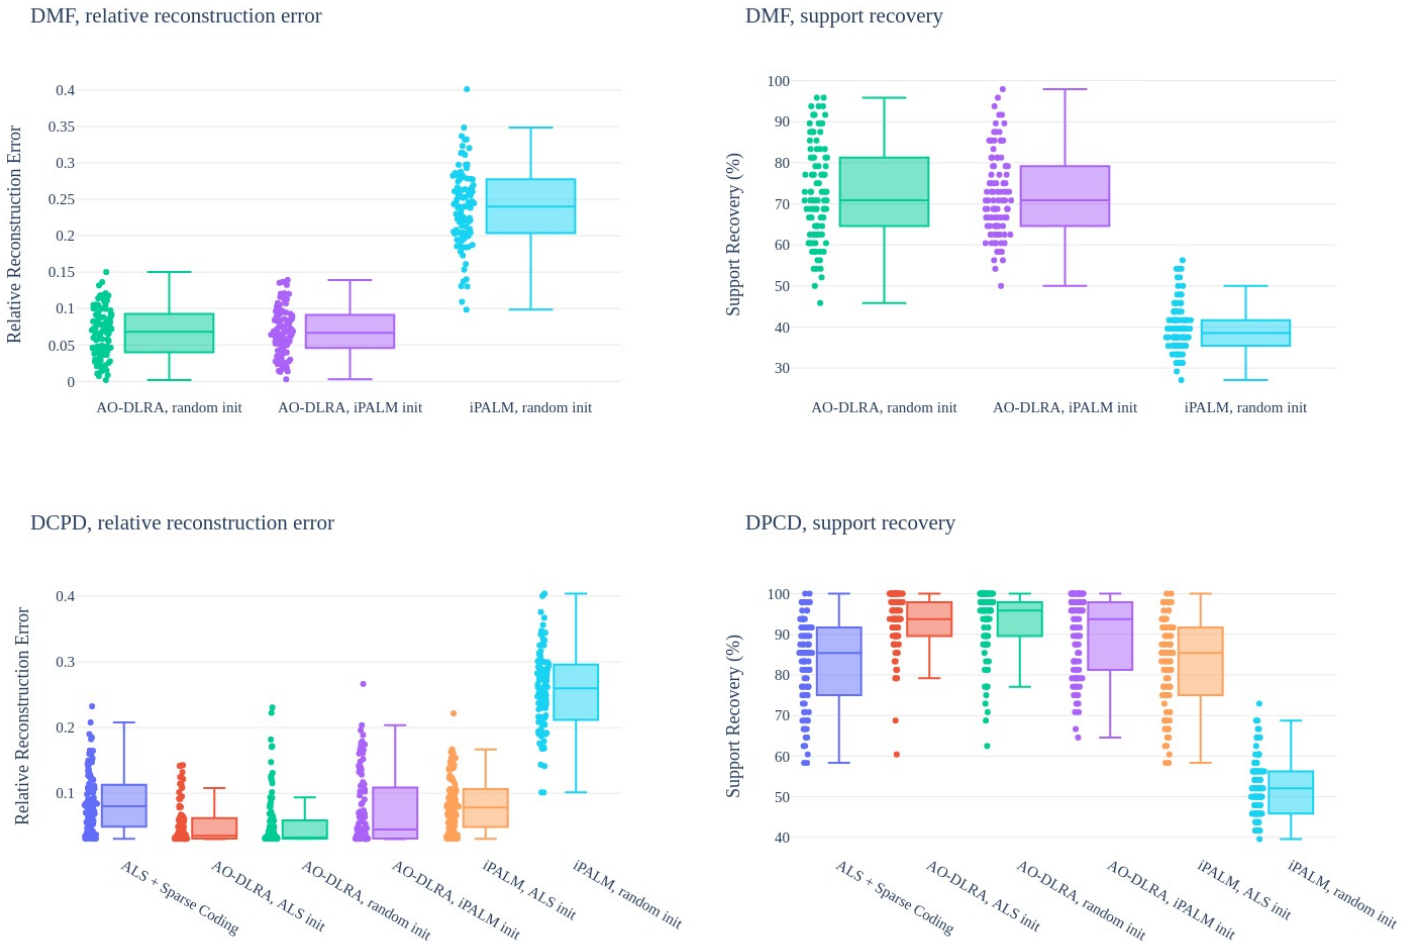 DMF, relative reconstruction error
Relative Reconstruction Error
0.4
0.35
0.3
0.25
0.2
0.15
0.1
0.05
0
AO-DLRA, random init
AO-DLRA, iPALM init
iPALM, random init
DMF, support recovery
Support Recovery (%)
100
90
80
70
60
50
40
30
AO-DLRA, random init
AO-DLRA, iPALM init
iPALM, random init
DCPD, relative reconstruction error
Relative Reconstruction Error
0.4
0.3
0.2
0.1
ALS + Sparse Coding
AO-DLRA, ALS init
AO-DLRA, random init
AO-DLRA, iPALM init
iPALM, ALS init
iPALM, random init
DPCD, support recovery
Support Recovery (%)
100
90
80
70
60
50
40
ALS + Sparse Coding
AO-DLRA, ALS init
AO-DLRA, random init
AO-DLRA, iPALM init
iPALM, ALS init
iPALM, random init